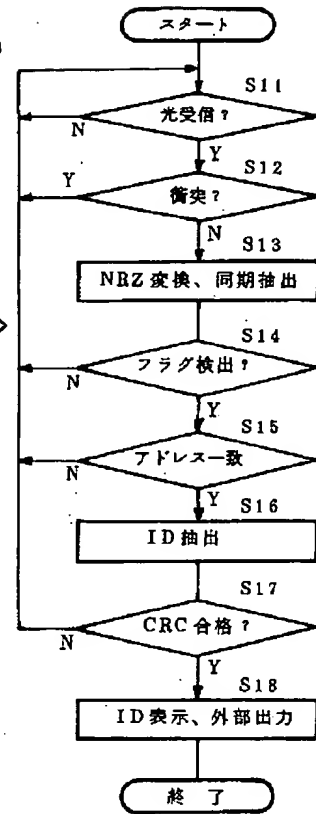 スタート
S11
光受信?
N
Y
S12
衝突?
Y
N
S13
NRZ変換、同期抽出
S14
フラグ検出?
N
Y
S15
アドレス一致
N
Y
S16
ID抽出
S17
CRC合格?
N
Y
S18
ID表示、外部出力
終了